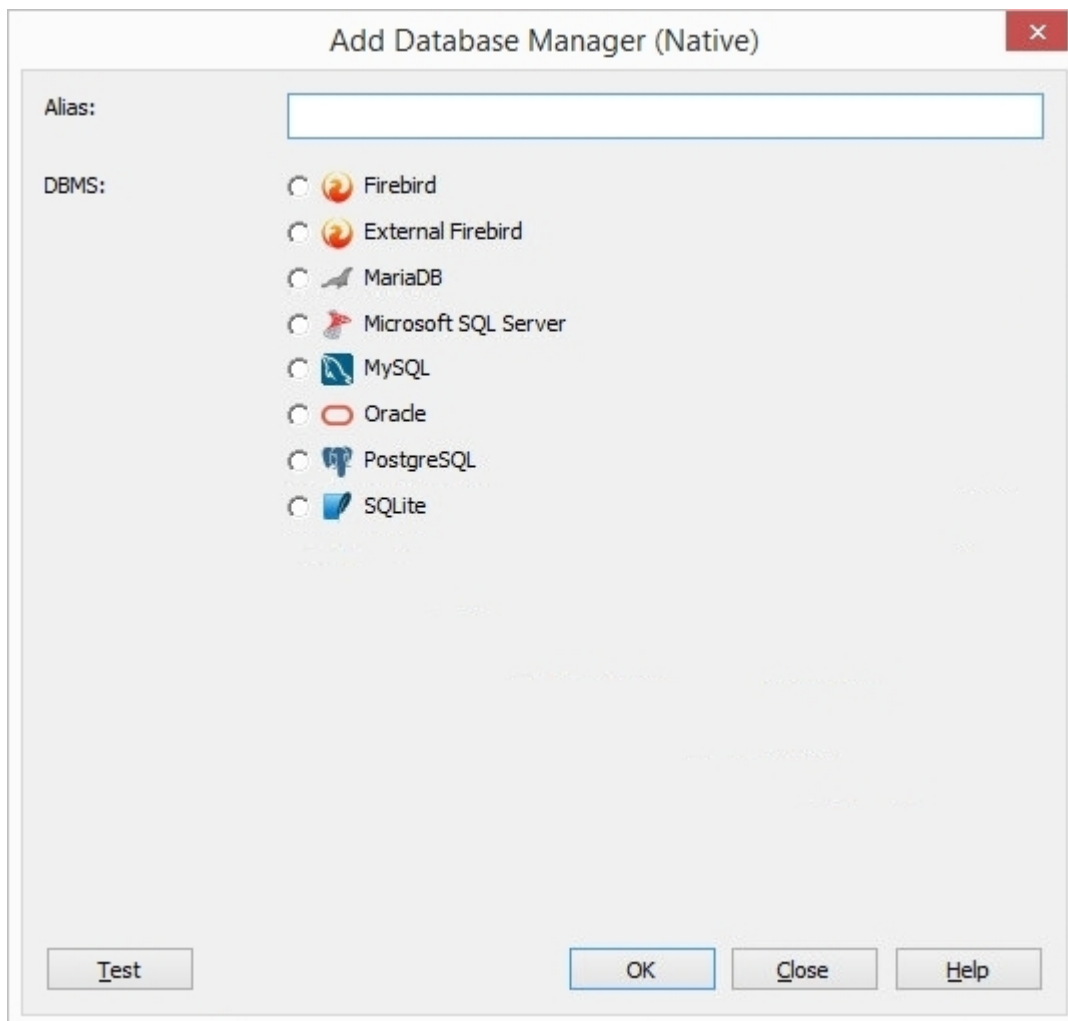 Add Database Manager (Native)
Alias:
DBMS:
Firebird
External Firebird
MariaDB
Microsoft SQL Server
MySQL
Oracle
PostgreSQL
SQLite
Test
OK
Close
Help